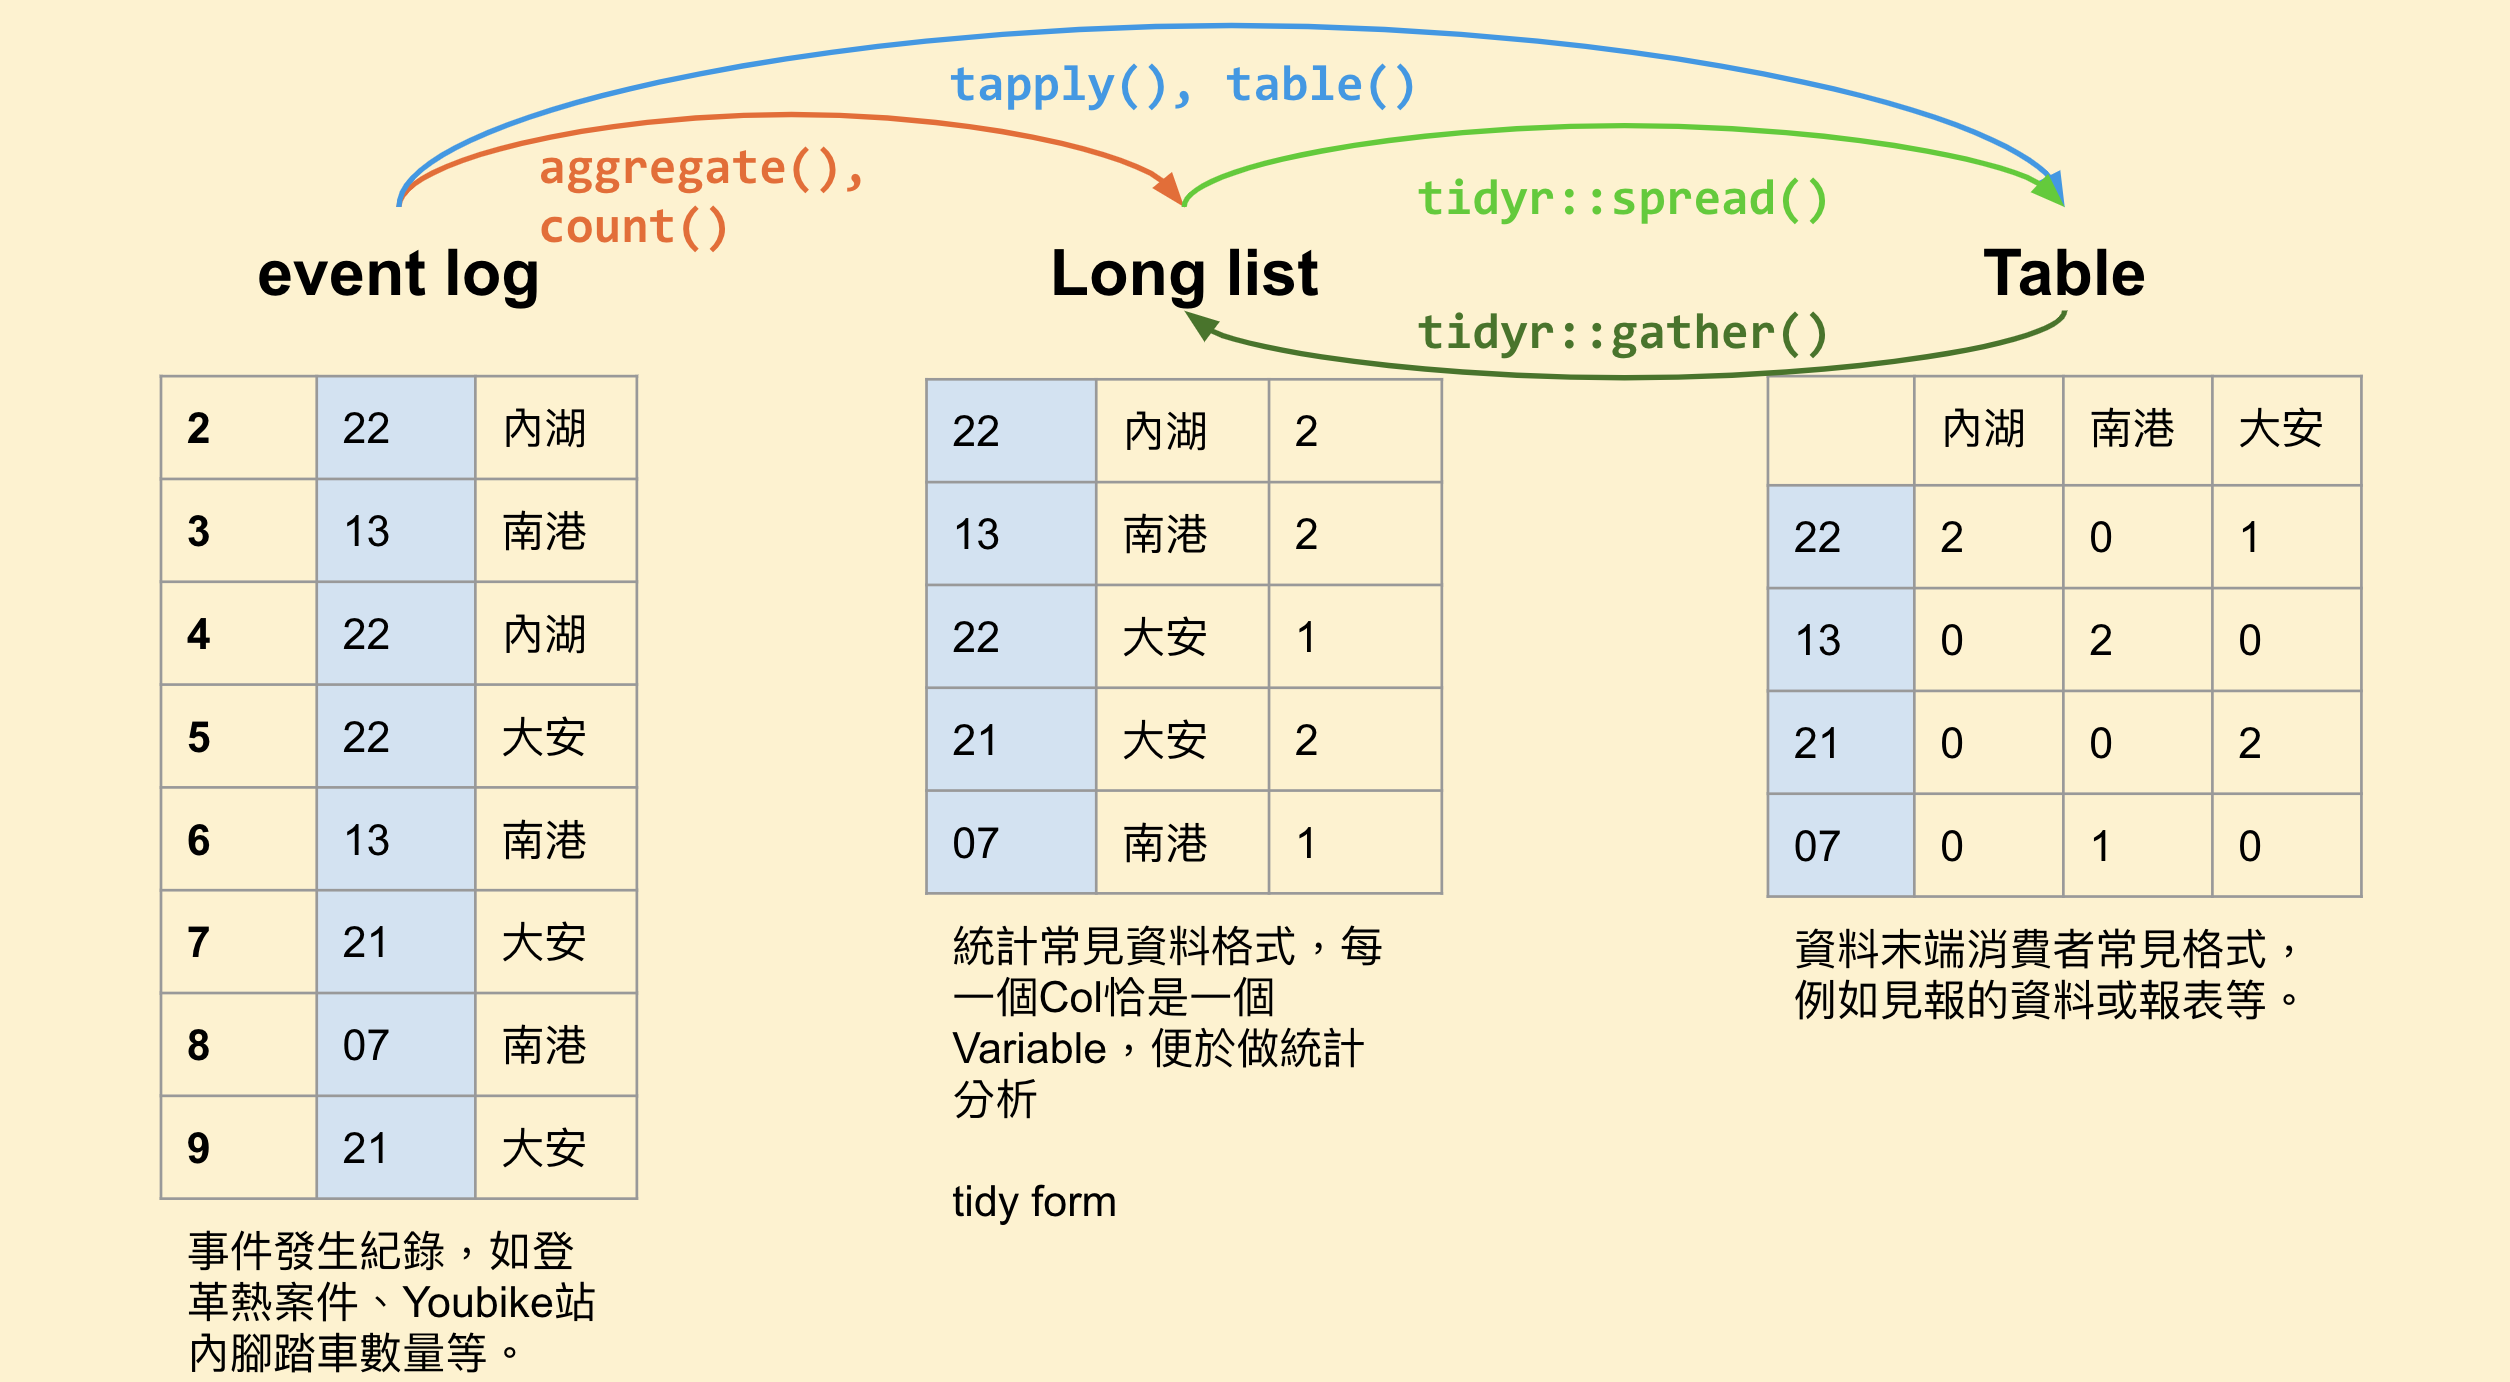 tapply(), table()
aggregate(),
count()
tidyr::spread()
event log
Long list
Table
tidyr::gather()
2 22 內湖
3 13 南港
4 22 內湖
5 22 大安
6 13 南港
7 21 大安
8 07 南港
9 21 大安
事件發生紀錄，如登
革熱案件、Youbike站
內腳踏車數量等。
22 內湖 2
13 南港 2
22 大安 1
21 大安 2
07 南港 1
統計常見資料格式，每
一個Col恰是一個
Variable，便於做統計
分析
tidy form
內湖 南港 大安
22 2 0 1
13 0 2 0
21 0 0 2
07 0 1 0
資料末端消費者常見格式，
例如見報的資料或報表等。